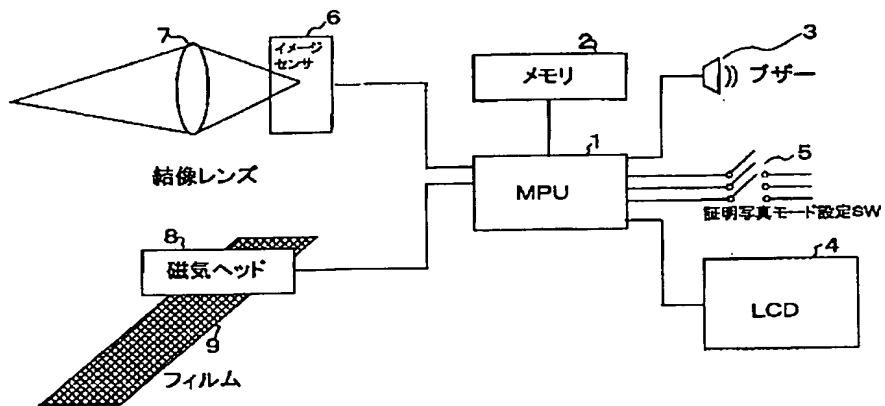 7
6
イメージ
センサ
2
メモリ
3
ブザー
1
MPU
5
証明写真モード設定SW
結像レンズ
8
磁気ヘッド
9
フィルム
4
LCD